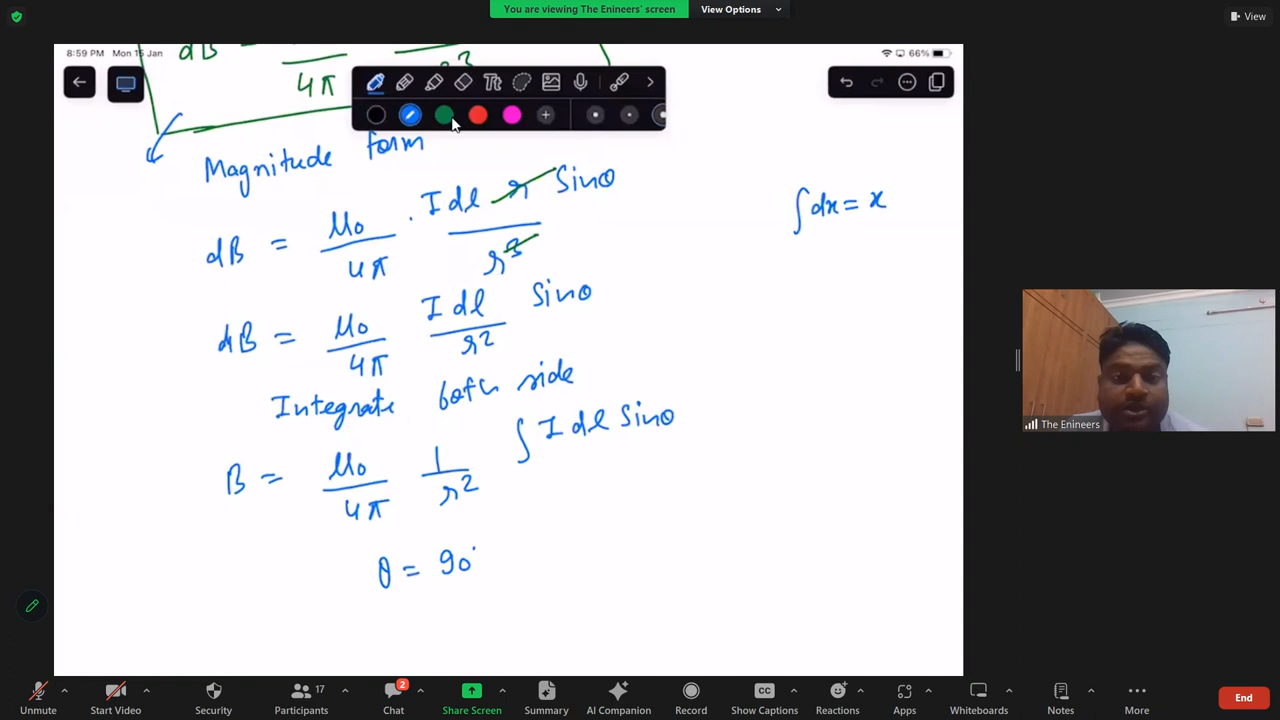 You are viewing The Enineers' screen
View Options
View
8:59 PM Mon 15 Jan
66%
dB =
4π
Magnitude form
dB = μ0/4π · I dl r Sinθ / r3
∫dx = x
dB = μ0/4π I dl/r2 Sinθ
Integrate both side
B = μ0/4π 1/r2 ∫ I dl Sinθ
θ = 90°
The Enineers
17
2
CC
Unmute
Start Video
Security
Participants
Chat
Share Screen
Summary
AI Companion
Record
Show Captions
Reactions
Apps
Whiteboards
Notes
More
End